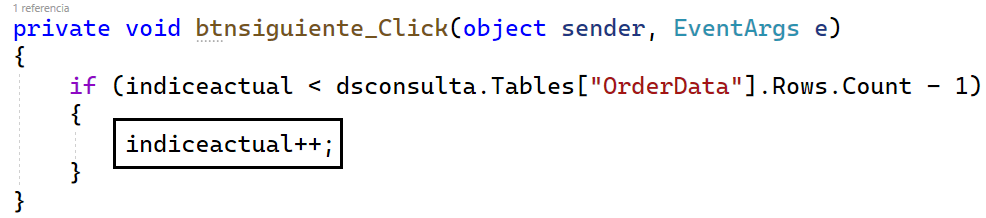 1 referencia
private void btnsiguiente_Click(object sender, EventArgs e)
{
if (indiceactual < dsconsulta.Tables["OrderData"].Rows.Count - 1)
{
indiceactual++;
}
}